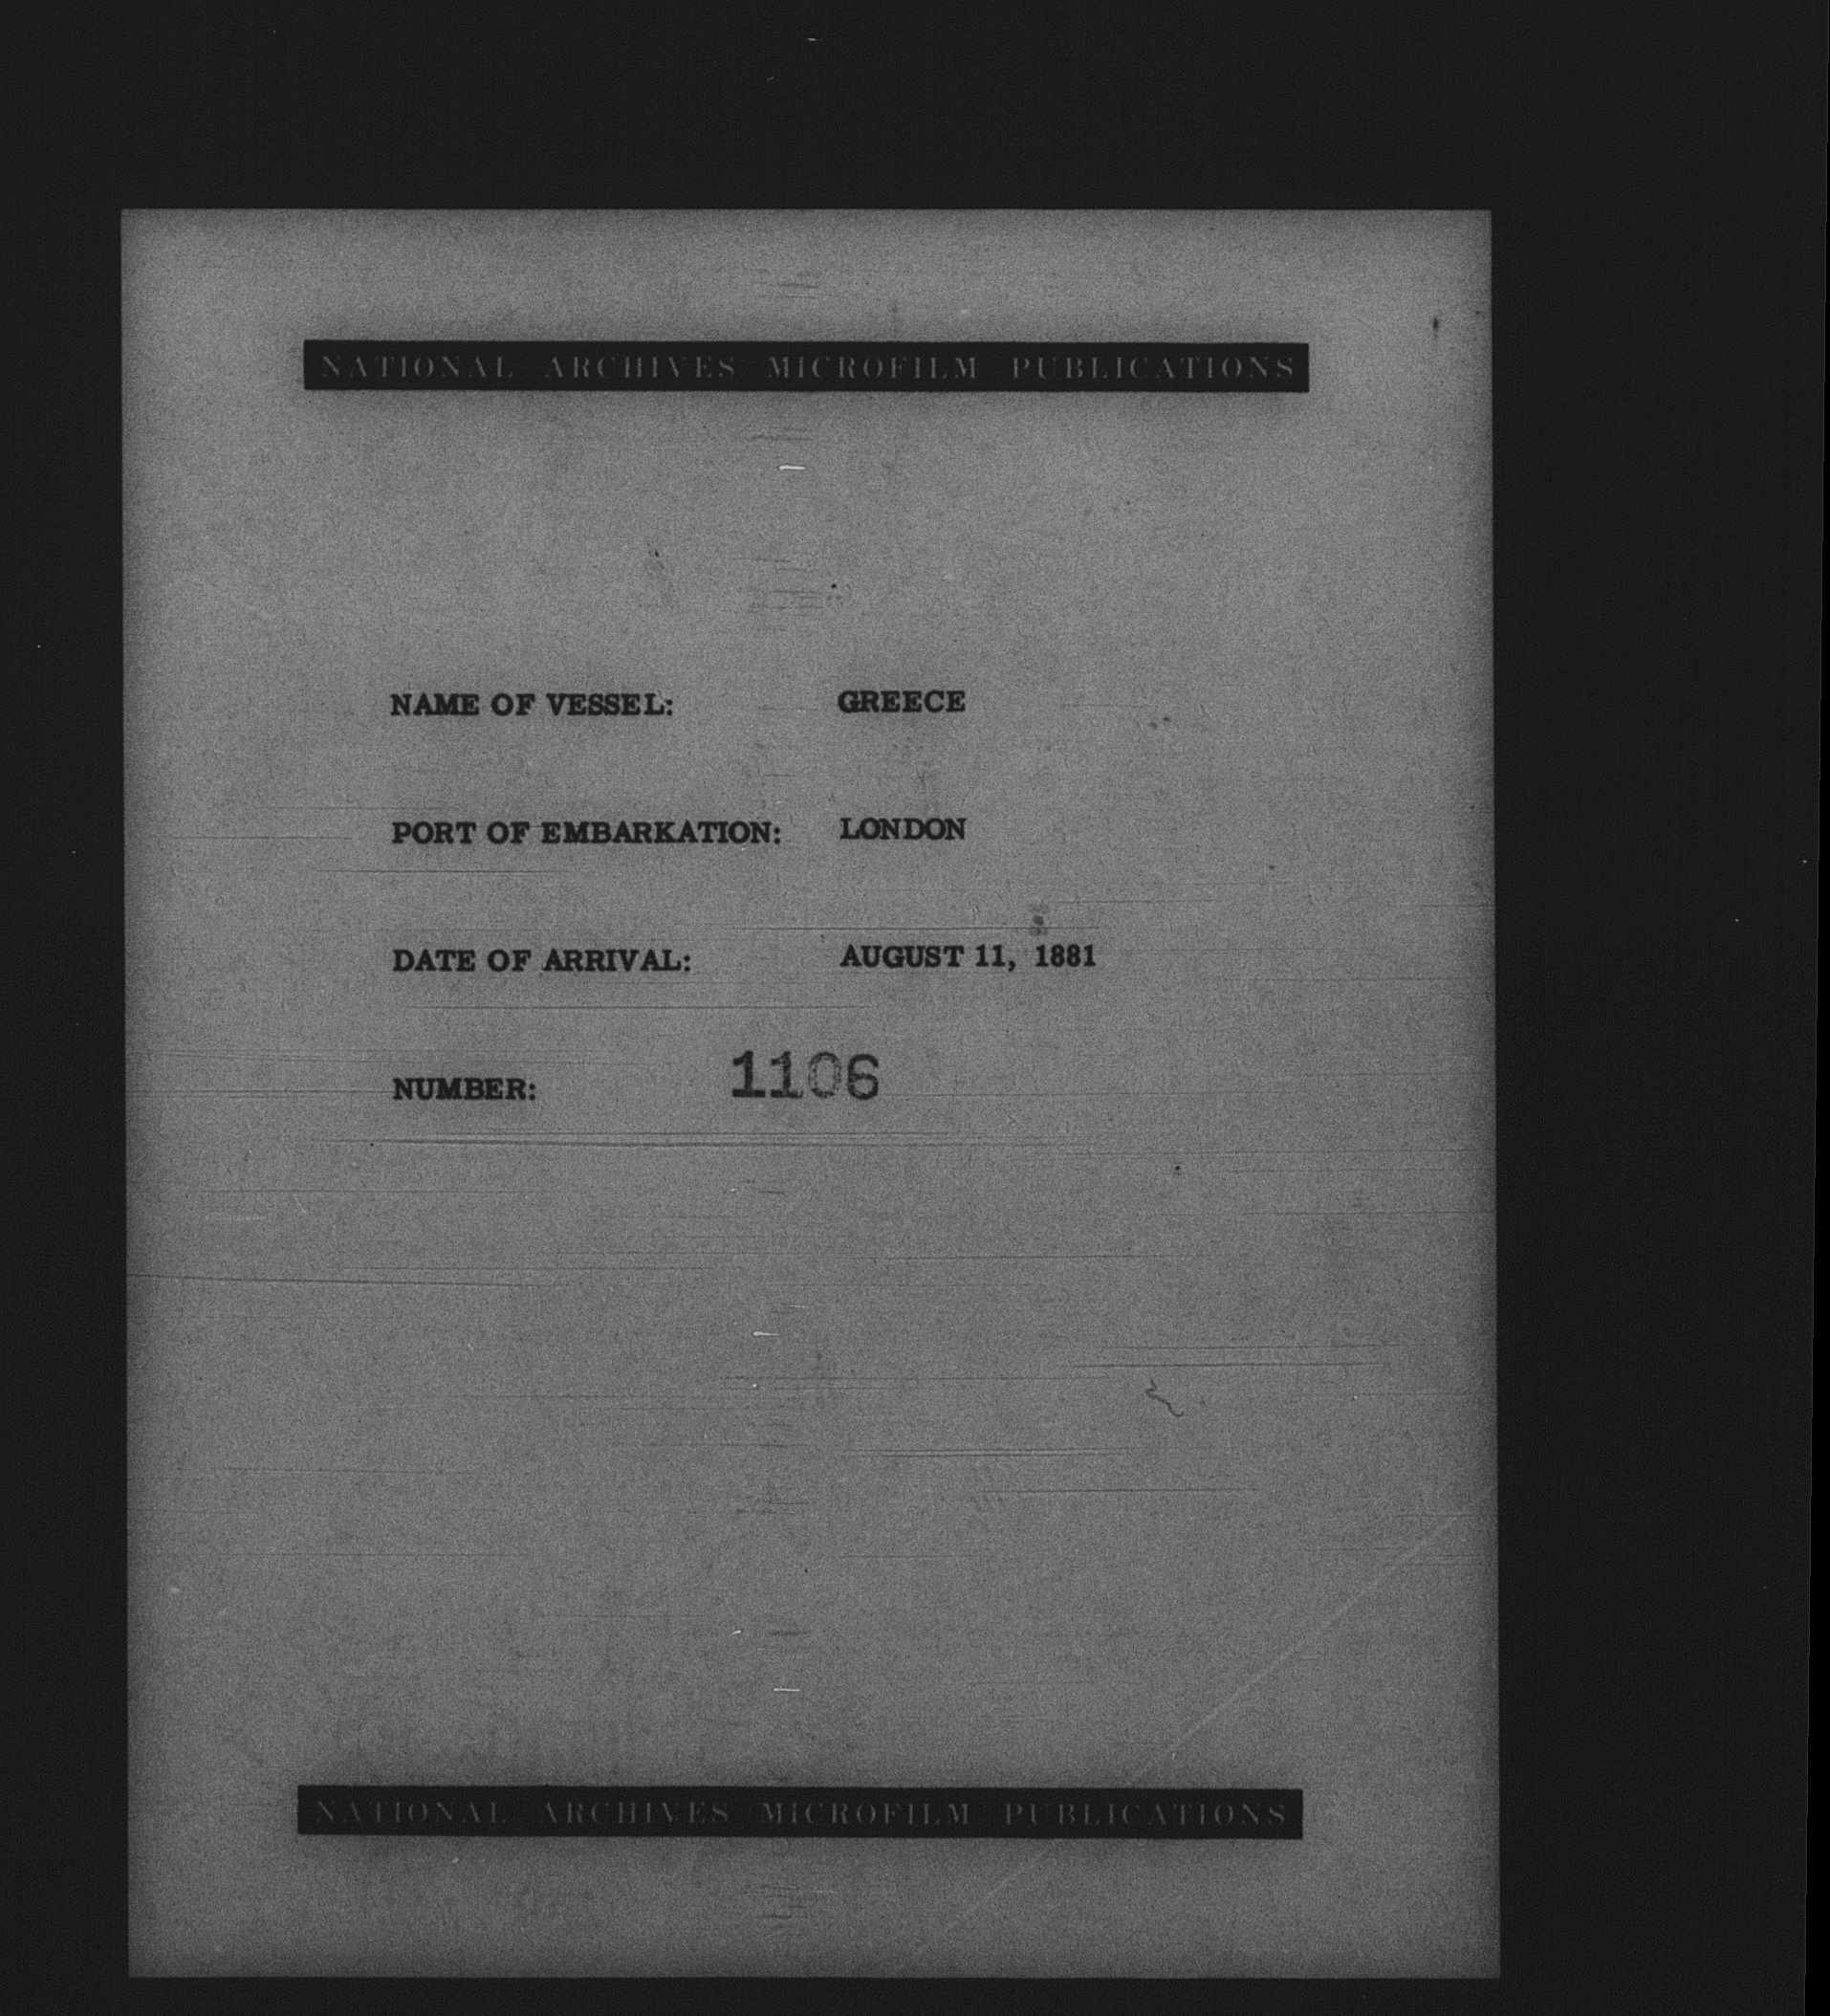 NATIONAL ARCHIVES MICROFILM PUBLICATIONS
NAME OF VESSEL: GREECE
PORT OF EMBARKATION: LONDON
DATE OF ARRIVAL: AUGUST 11, 1881
NUMBER: 1106
NATIONAL ARCHIVES MICROFILM PUBLICATIONS